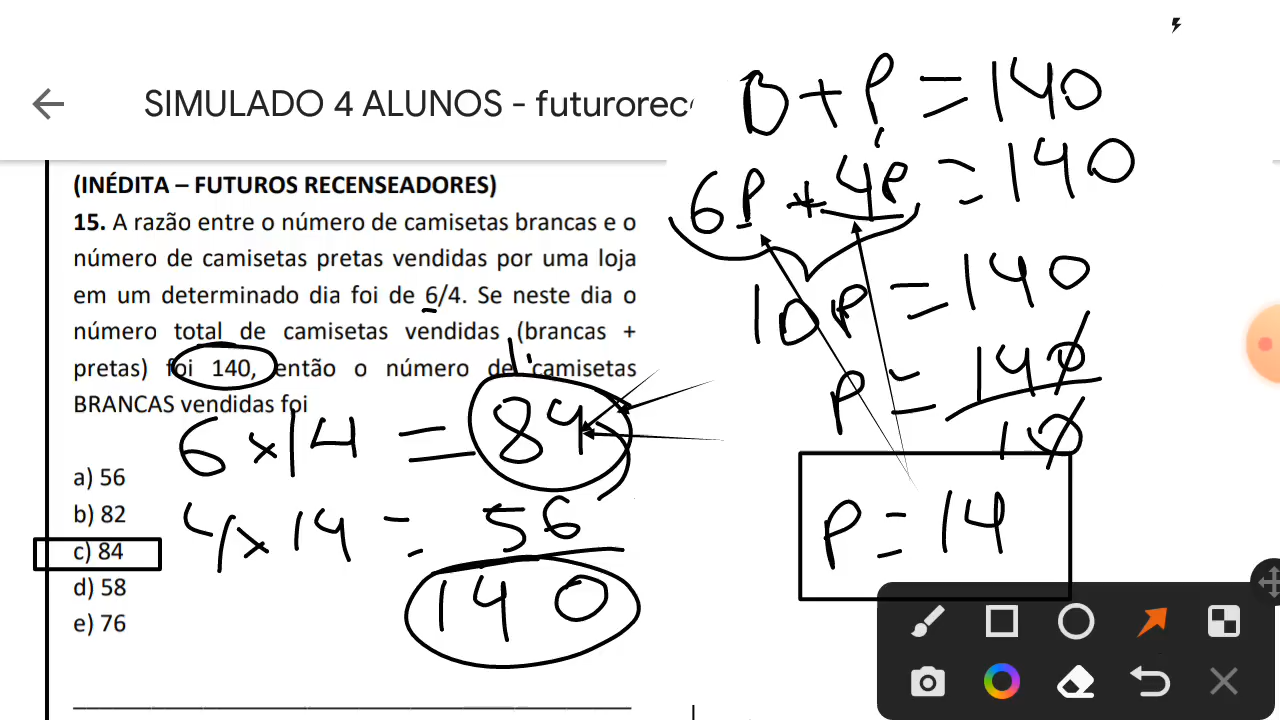 SIMULADO 4 ALUNOS - futurorec
(INÉDITA – FUTUROS RECENSEADORES)
15. A razão entre o número de camisetas brancas e o
número de camisetas pretas vendidas por uma loja
em um determinado dia foi de 6/4. Se neste dia o
número total de camisetas vendidas (brancas +
pretas) foi 140, então o número de camisetas
BRANCAS vendidas foi
6 x 14 = 84
4 x 14 = 56
140
a) 56
b) 82
c) 84
d) 58
e) 76
B + P = 140
6P + 4P = 140
10P = 140
P = 140
10
P = 14